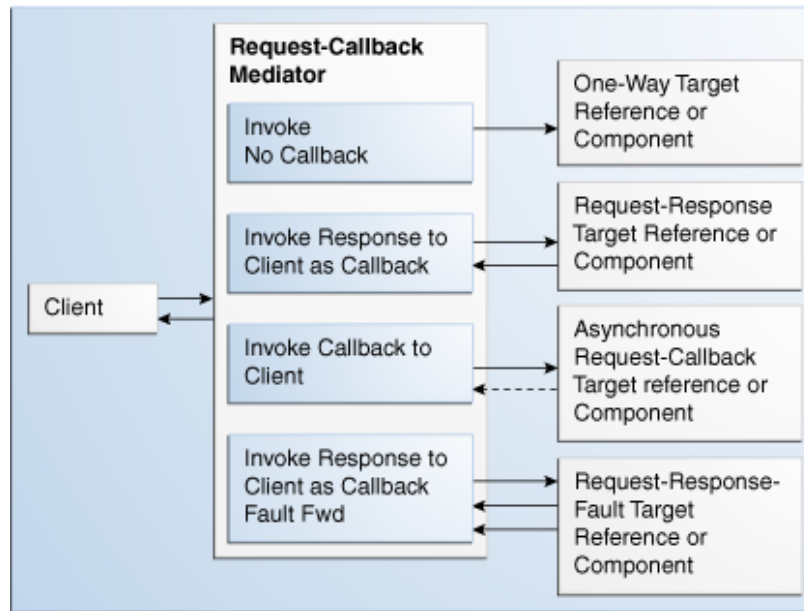 Request-Callback
Mediator
Invoke
No Callback
One-Way Target
Reference or
Component
Invoke Response to
Client as Callback
Request-Response
Target Reference or
Component
Client
Invoke Callback to
Client
Asynchronous
Request-Callback
Target reference or
Component
Invoke Response to
Client as Callback
Fault Fwd
Request-Response-
Fault Target
Reference or
Component